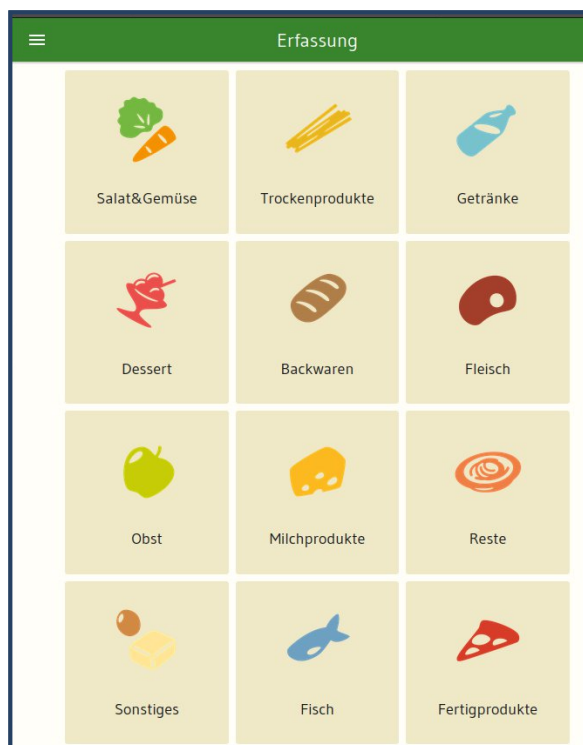 Erfassung
Salat&Gemüse
Trockenprodukte
Getränke
Dessert
Backwaren
Fleisch
Obst
Milchprodukte
Reste
Sonstiges
Fisch
Fertigprodukte